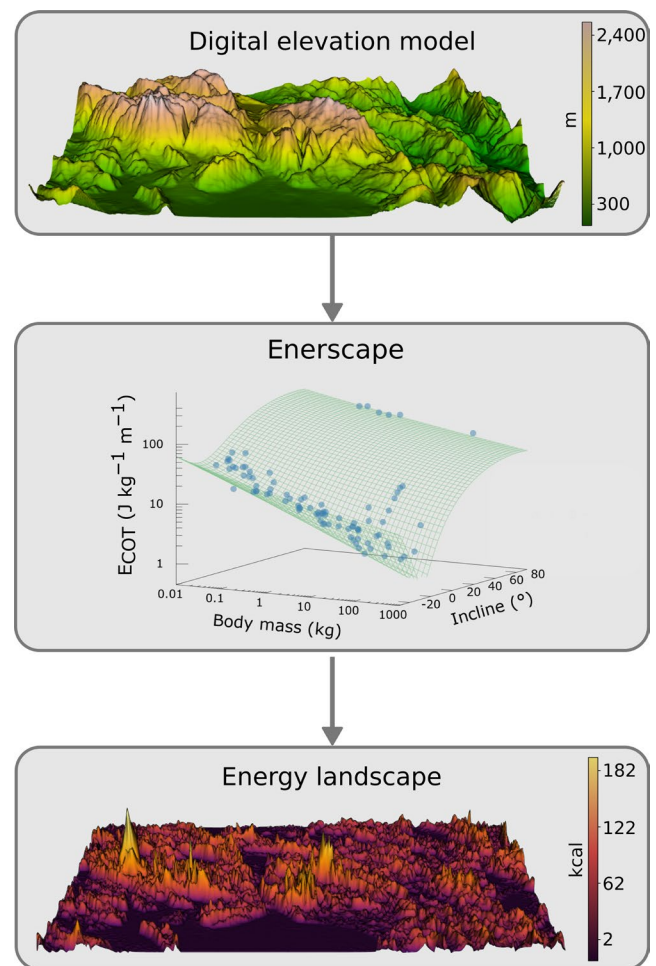 Digital elevation model
2,400
1,700
m
1,000
300
Enerscape
E_COT (J kg⁻¹ m⁻¹)
100
10
1
0.01
0.1
1
10
100
1000
Body mass (kg)
-20
0
20
40
60
80
Incline (°)
Energy landscape
182
122
kcal
62
2